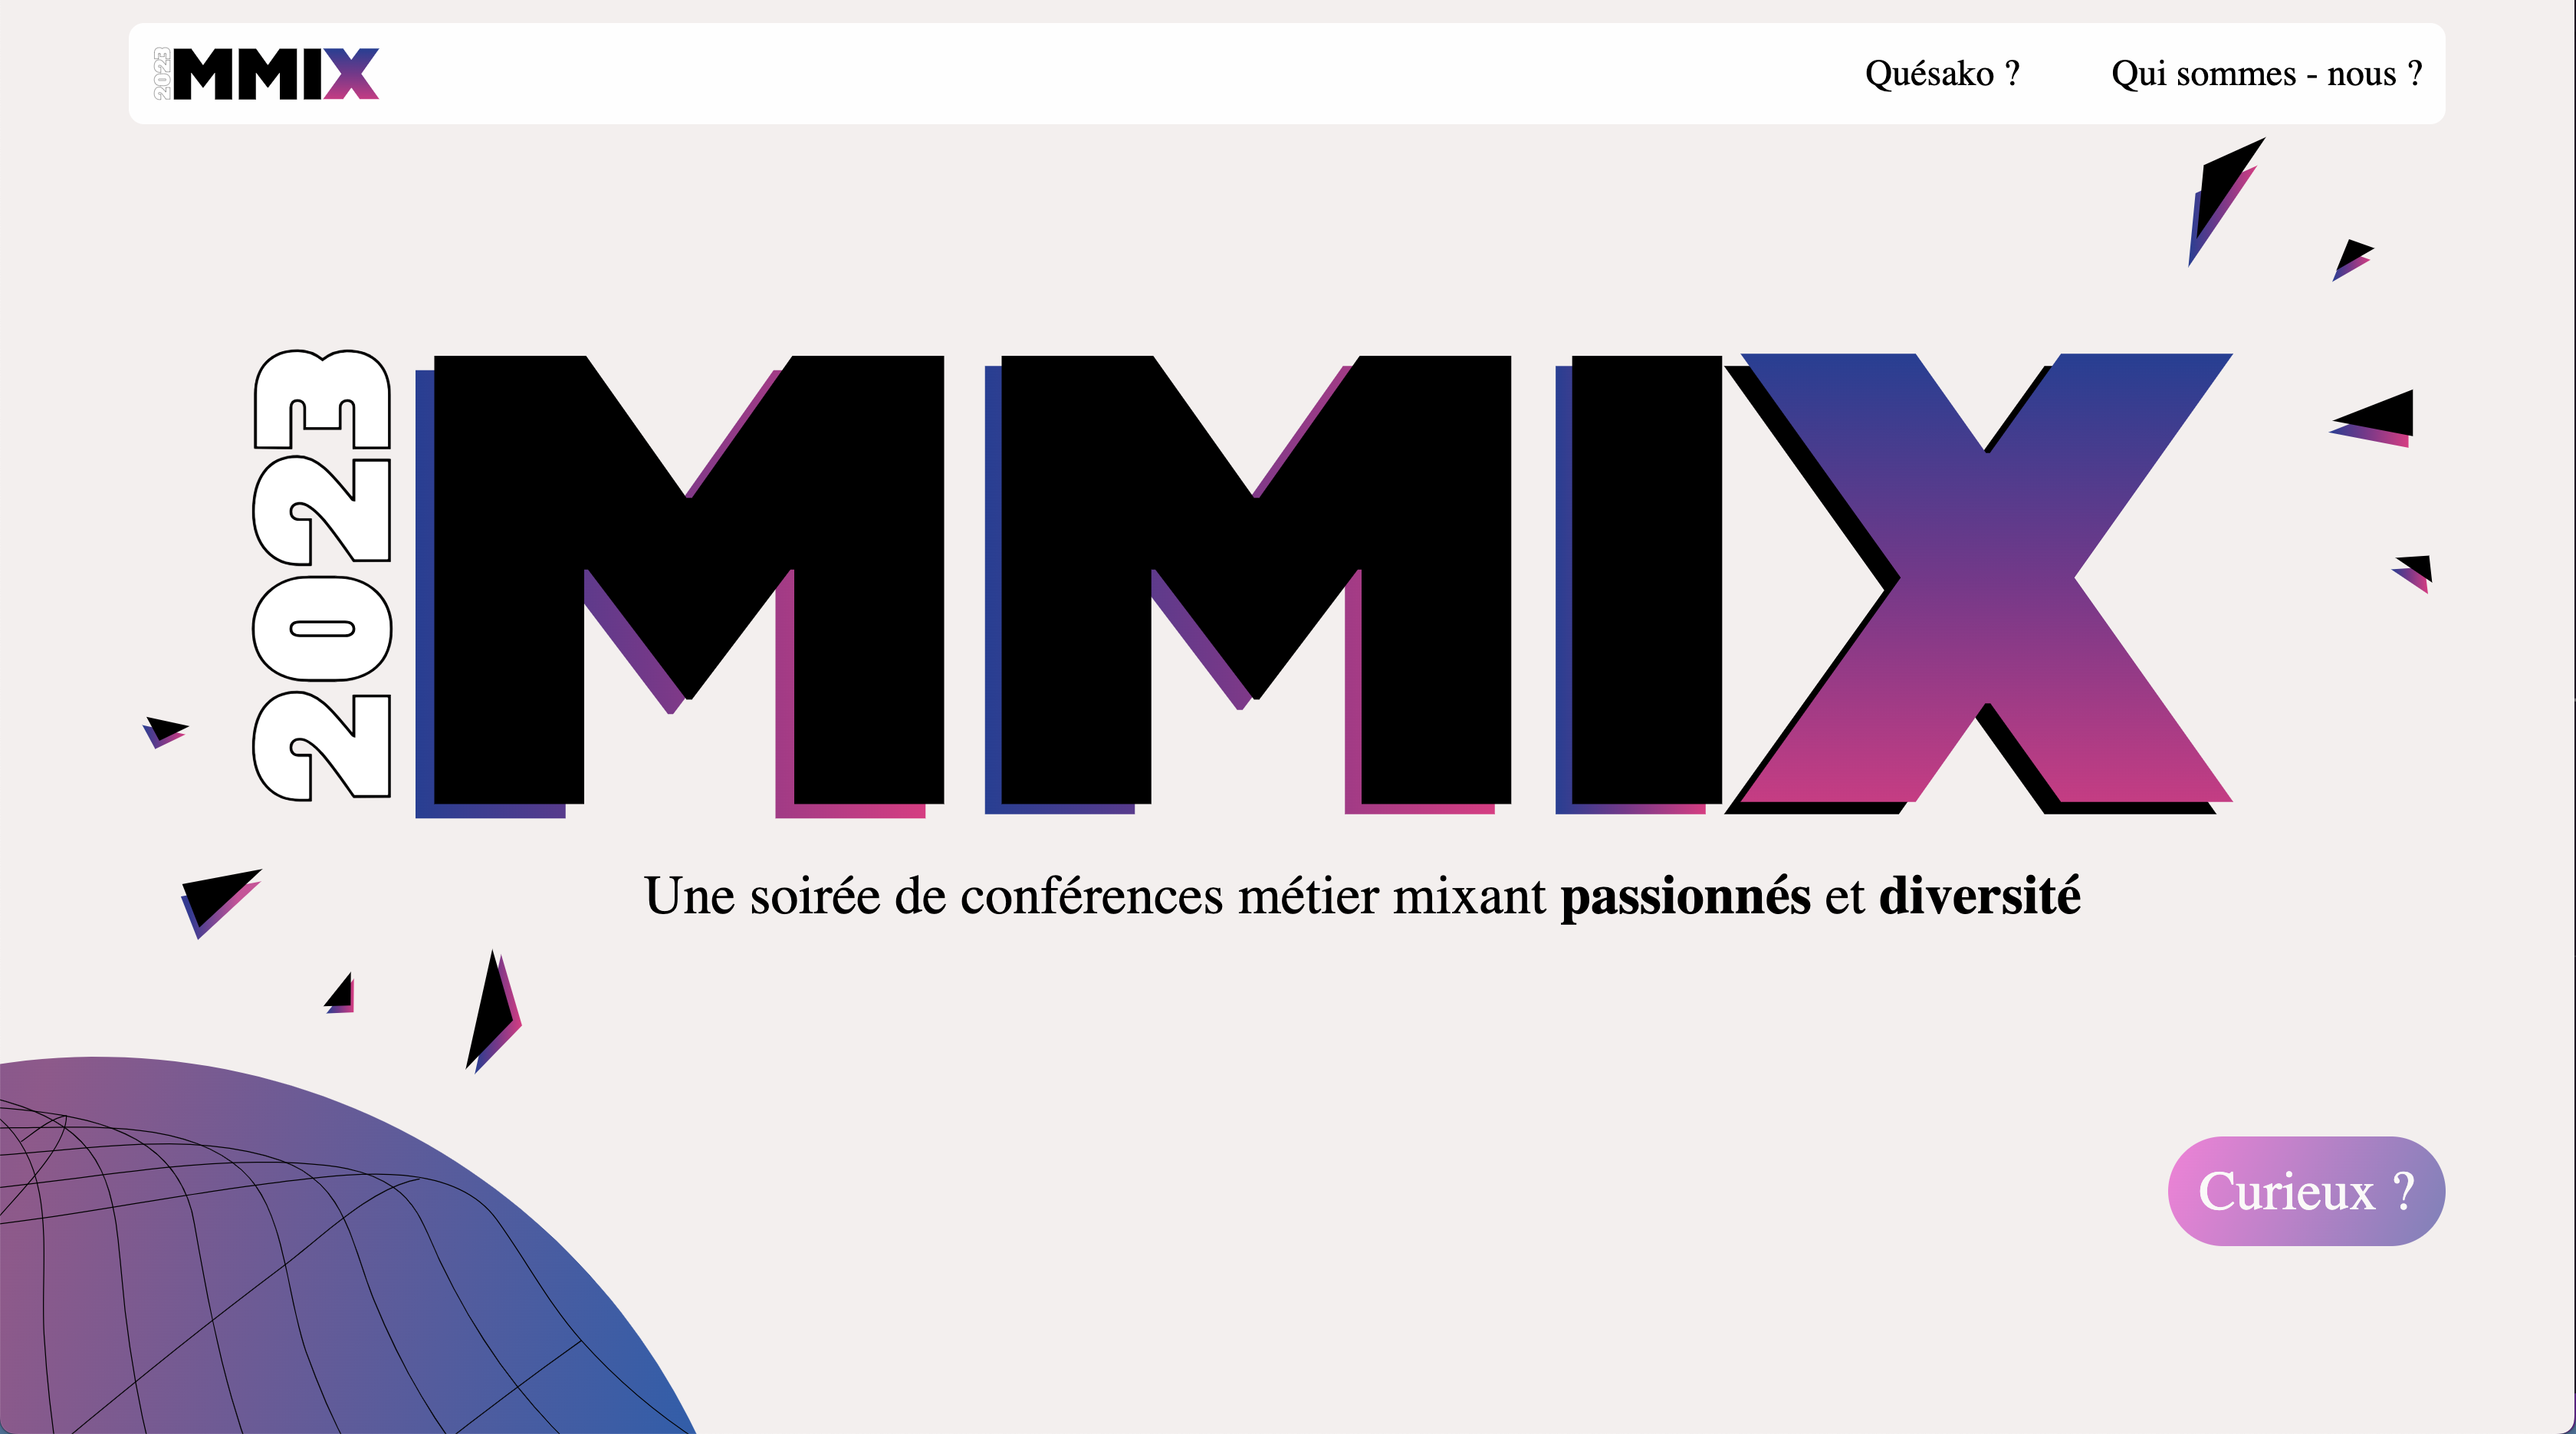 2023 MMIX
Quésako ?
Qui sommes - nous ?
2023
MMIX
Une soirée de conférences métier mixant passionnés et diversité
Curieux ?